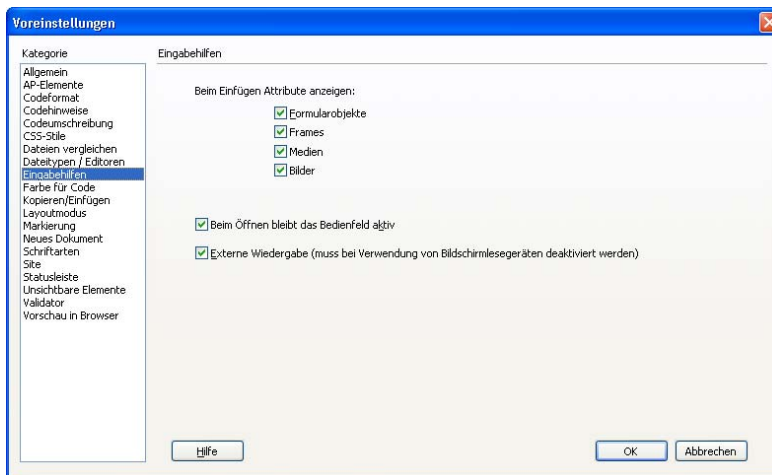 Voreinstellungen
Kategorie
Allgemein
AP-Elemente
Codeformat
Codehinweise
Codeumschreibung
CSS-Stile
Dateien vergleichen
Dateitypen / Editoren
Eingabehilfen
Farbe für Code
Kopieren/Einfügen
Layoutmodus
Markierung
Neues Dokument
Schriftarten
Site
Statusleiste
Unsichtbare Elemente
Validator
Vorschau in Browser
Eingabehilfen
Beim Einfügen Attribute anzeigen:
Formularobjekte
Frames
Medien
Bilder
Beim Öffnen bleibt das Bedienfeld aktiv
Externe Wiedergabe (muss bei Verwendung von Bildschirmlesegeräten deaktiviert werden)
Hilfe
OK
Abbrechen